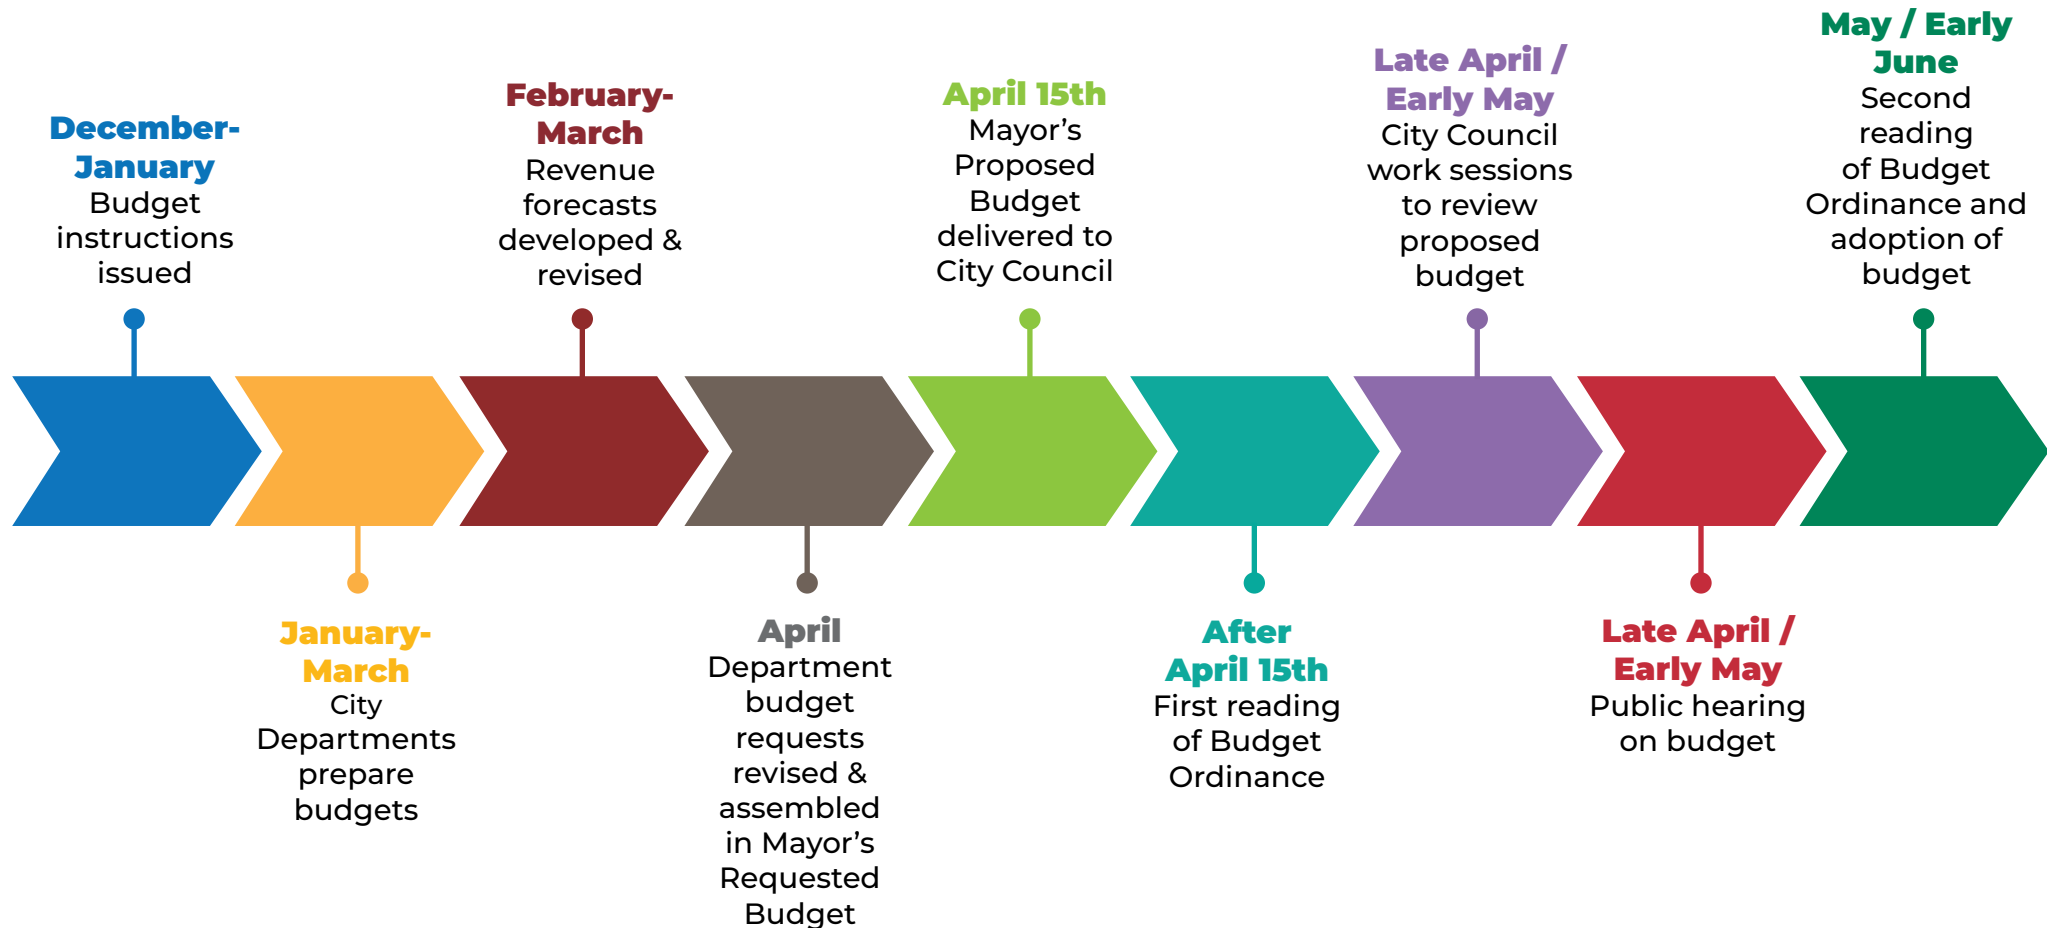 December-
January
Budget
instructions
issued
January-
March
City
Departments
prepare
budgets
February-
March
Revenue
forecasts
developed &
revised
April
Department
budget
requests
revised &
assembled
in Mayor’s
Requested
Budget
April 15th
Mayor’s
Proposed
Budget
delivered to
City Council
After
April 15th
First reading
of Budget
Ordinance
Late April /
Early May
City Council
work sessions
to review
proposed
budget
Late April /
Early May
Public hearing
on budget
May / Early
June
Second
reading
of Budget
Ordinance and
adoption of
budget